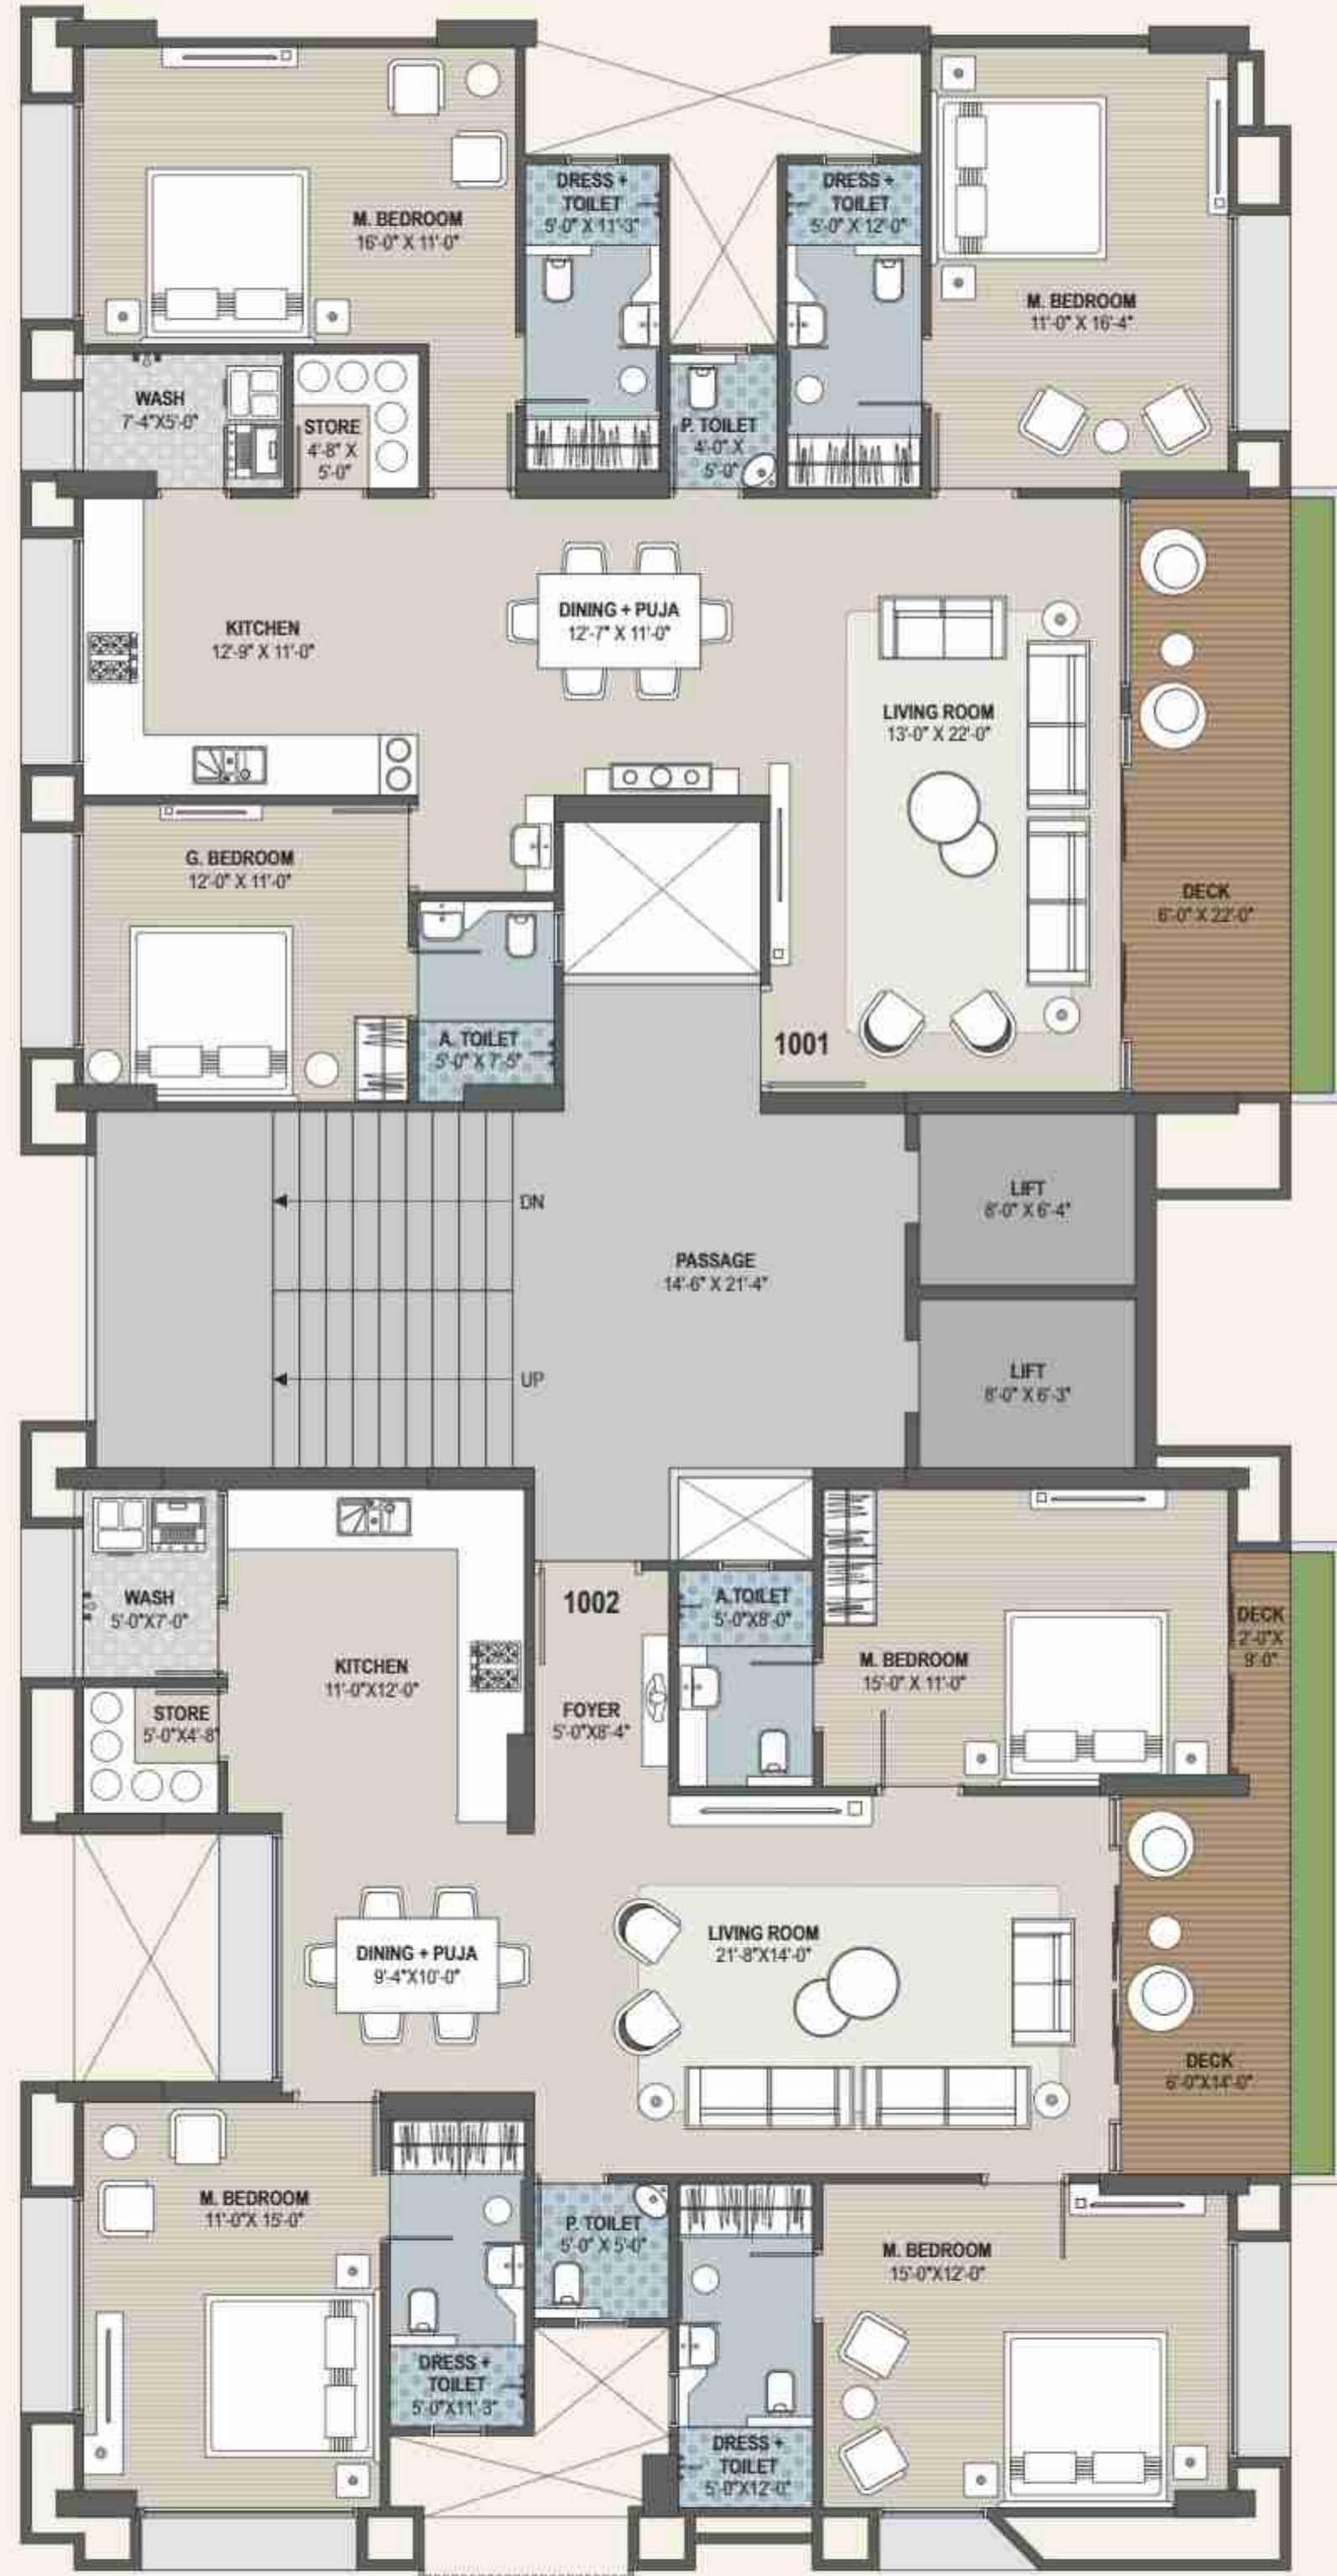 M. BEDROOM
16'-0" X 11'-0"
DRESS +
TOILET
5'-0" X 11'-3"
DRESS +
TOILET
5'-0" X 12'-0"
M. BEDROOM
11'-0" X 16'-4"
WASH
7'-4"X5'-0"
STORE
4'-8" X
5'-0"
P. TOILET
4'-0" X
5'-0"
KITCHEN
12'-9" X 11'-0"
DINING + PUJA
12'-7" X 11'-0"
LIVING ROOM
13'-0" X 22'-0"
DECK
6'-0" X 22'-0"
G. BEDROOM
12'-0" X 11'-0"
A. TOILET
5'-0" X 7'-5"
1001
DN
LIFT
8'-0" X 6'-4"
PASSAGE
14'-6" X 21'-4"
UP
LIFT
8'-0" X 6'-3"
WASH
5'-0"X7'-0"
1002
A.TOILET
5'-0"X8'-0"
DECK
2'-0"X
9'-0"
KITCHEN
11'-0"X12'-0"
M. BEDROOM
15'-0" X 11'-0"
STORE
5'-0"X4'-8"
FOYER
5'-0"X8'-4"
DINING + PUJA
9'-4"X10'-0"
LIVING ROOM
21'-8"X14'-0"
DECK
6'-0"X14'-0"
M. BEDROOM
11'-0"X 15'-0"
P. TOILET
5'-0" X 5'-0"
M. BEDROOM
15'-0"X12'-0"
DRESS +
TOILET
5'-0"X11'-3"
DRESS +
TOILET
5'-0"X12'-0"